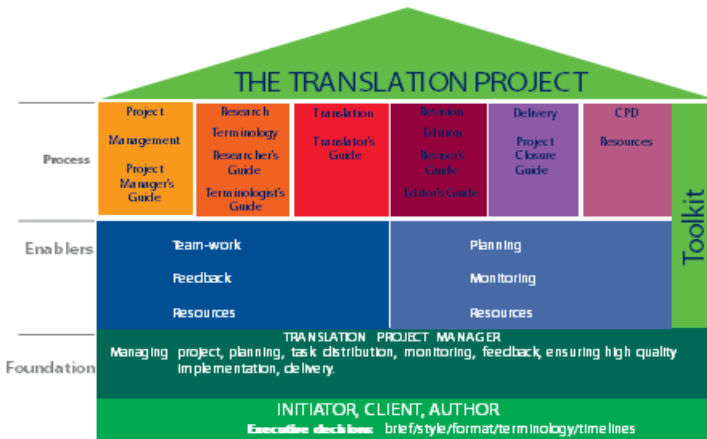 THE TRANSLATION PROJECT
Process
Project
Management
Project
Manager's
Guide
Research
Terminology
Researcher's
Guide
Terminologist's
Guide
Translation
Translator's
Guide
Revision
Edition
Reviser's
Guide
Editor's Guide
Delivery
Project
Closure
Guide
CPD
Resources
Toolkit
Enablers
Team-work
Feedback
Resources
Planning
Monitoring
Resources
Foundation
TRANSLATION PROJECT MANAGER
Managing project, planning, task distribution, monitoring, feedback, ensuring high quality
implementation, delivery.
INITIATOR, CLIENT, AUTHOR
Executive decisions: brief/style/format/terminology/timelines